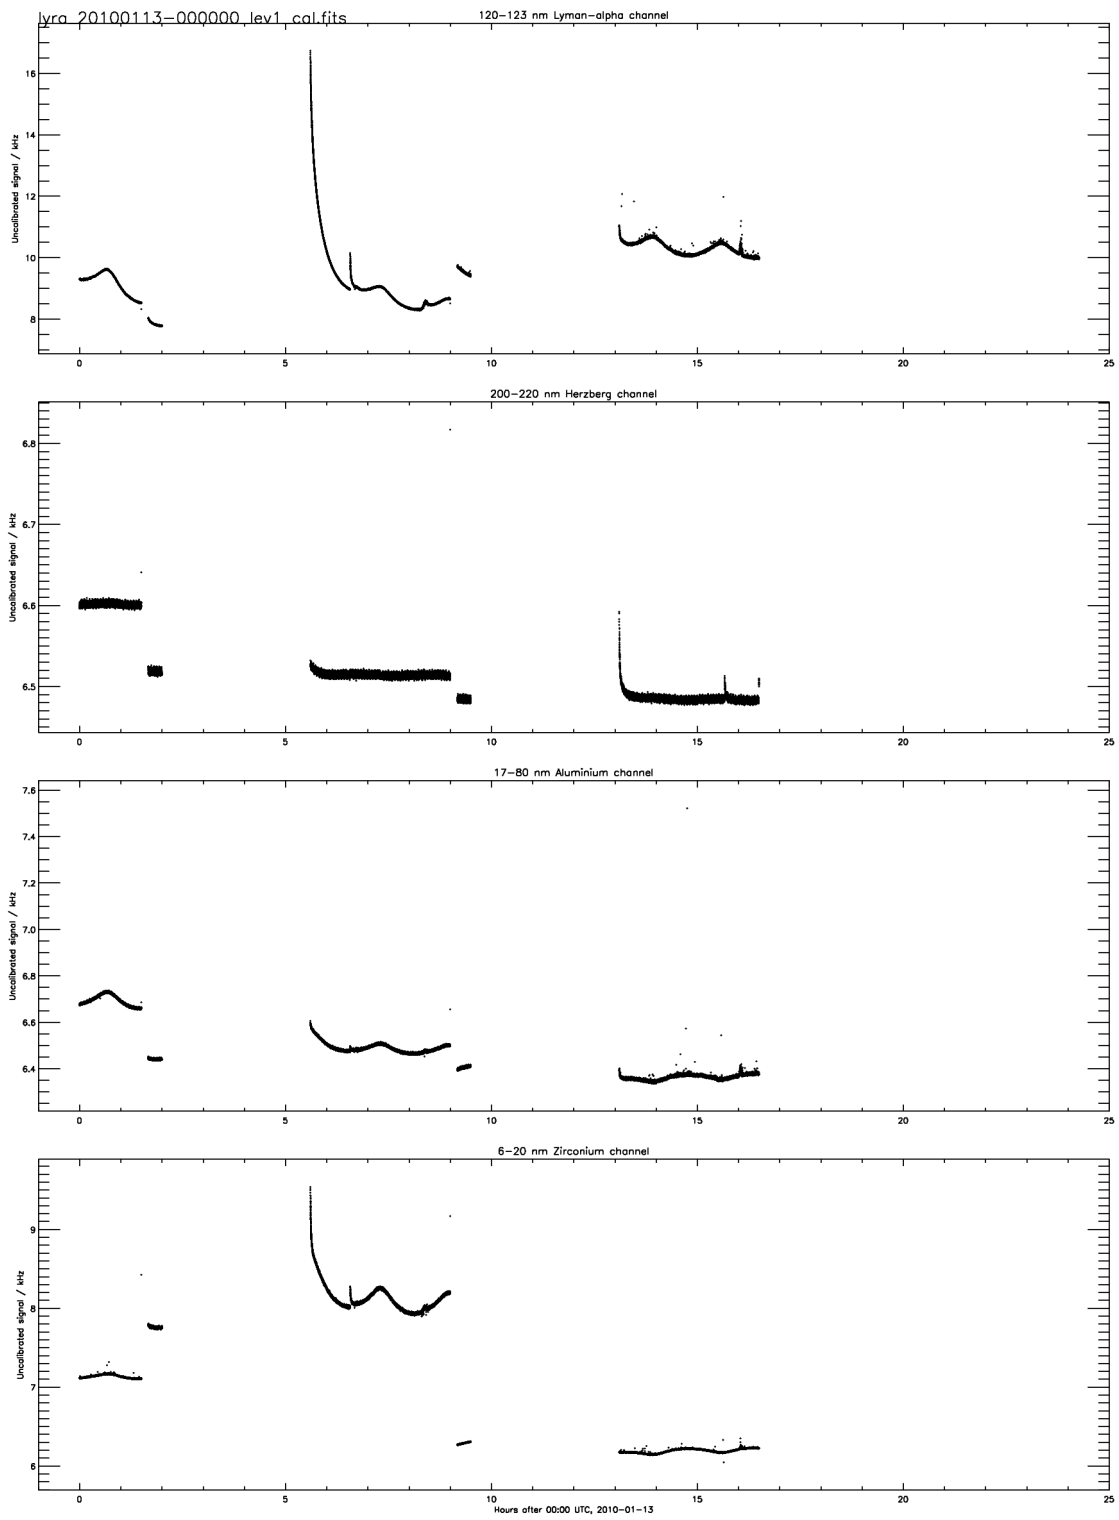 lyra_20100113-000000_lev1_cal.fits
120-123 nm Lyman-alpha channel
Uncalibrated signal / kHz
16
14
12
10
8
0 5 10 15 20 25
200-220 nm Herzberg channel
Uncalibrated signal / kHz
6.8
6.7
6.6
6.5
0 5 10 15 20 25
17-80 nm Aluminium channel
Uncalibrated signal / kHz
7.6
7.4
7.2
7.0
6.8
6.6
6.4
0 5 10 15 20 25
6-20 nm Zirconium channel
Uncalibrated signal / kHz
9
8
7
6
0 5 10 15 20 25
Hours after 00:00 UTC, 2010-01-13